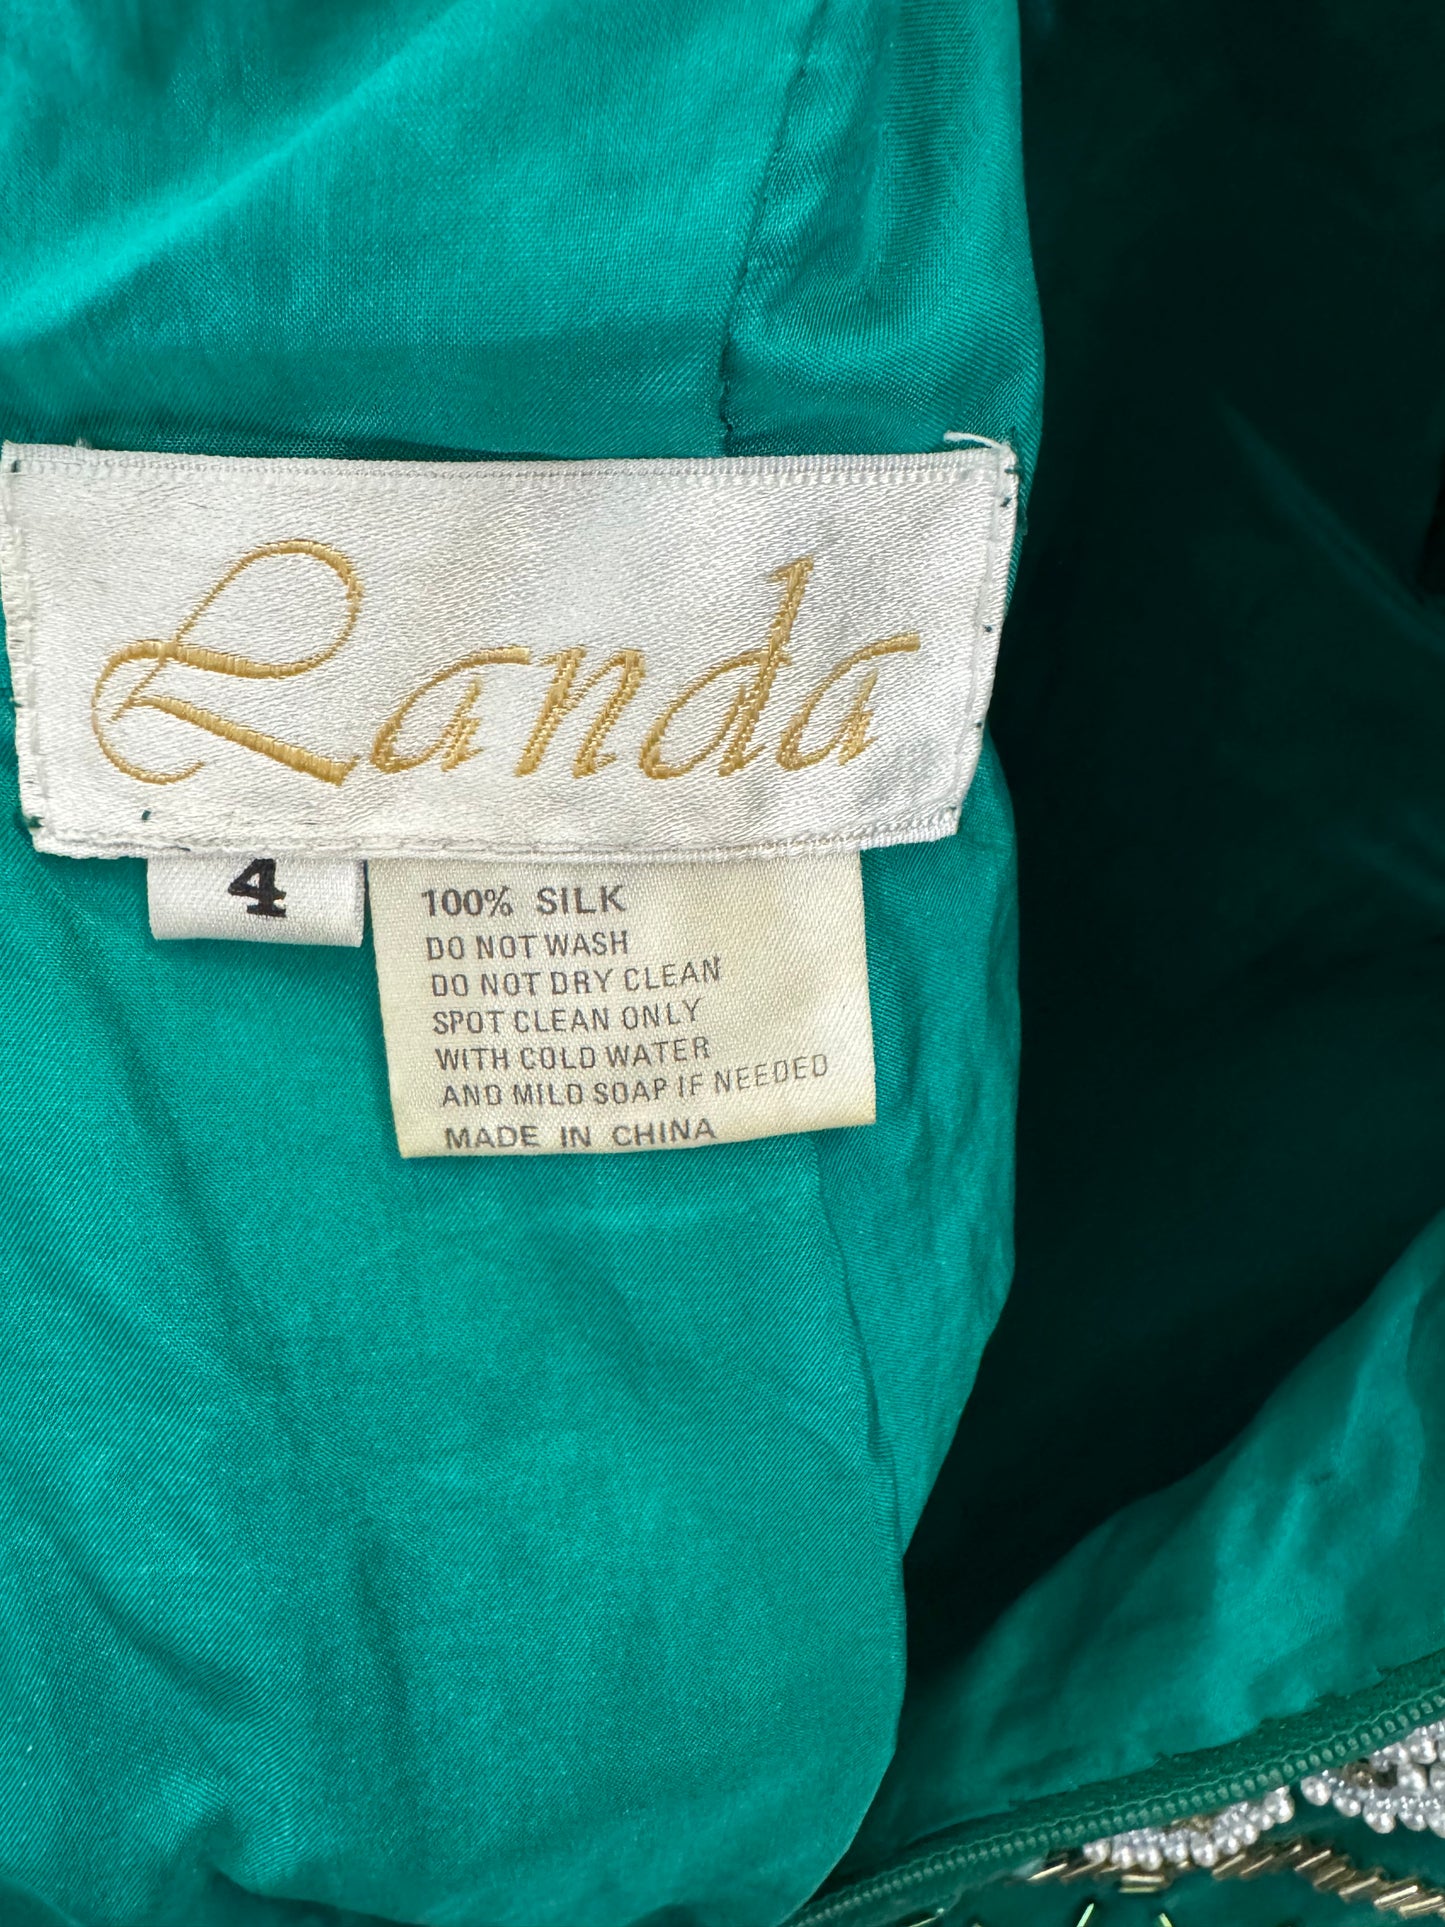 Landa
4
100% SILK
DO NOT WASH
DO NOT DRY CLEAN
SPOT CLEAN ONLY
WITH COLD WATER
AND MILD SOAP IF NEEDED
MADE IN CHINA